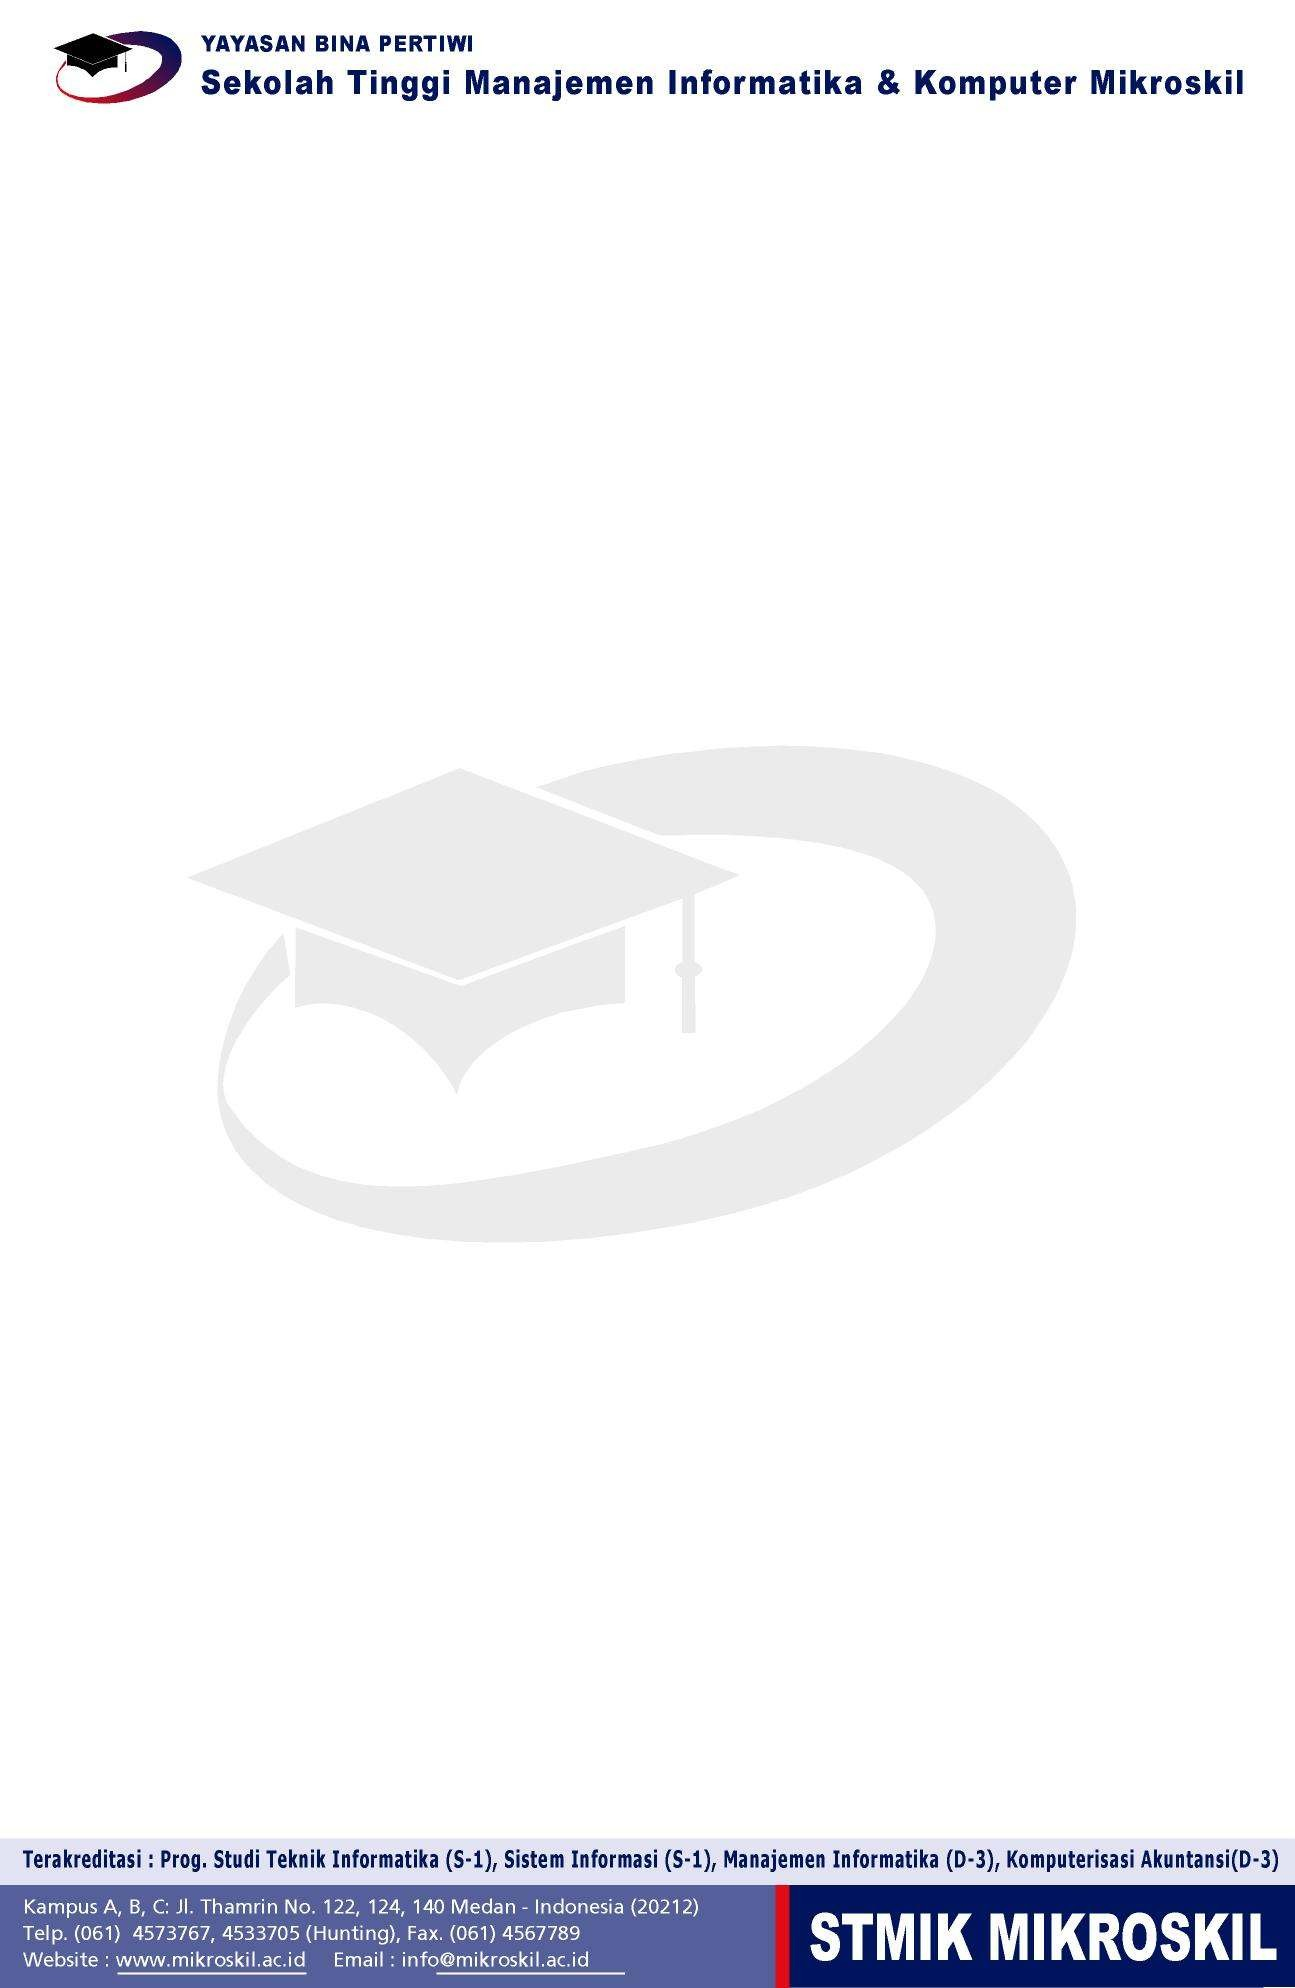 YAYASAN BINA PERTIWI
Sekolah Tinggi Manajemen Informatika & Komputer Mikroskil
Terakreditasi : Prog. Studi Teknik Informatika (S-1), Sistem Informasi (S-1), Manajemen Informatika (D-3), Komputerisasi Akuntansi(D-3)
Kampus A, B, C: Jl. Thamrin No. 122, 124, 140 Medan - Indonesia (20212)
Telp. (061)  4573767, 4533705 (Hunting), Fax. (061) 4567789
Website : www.mikroskil.ac.id    Email : info@mikroskil.ac.id
STMIK MIKROSKIL